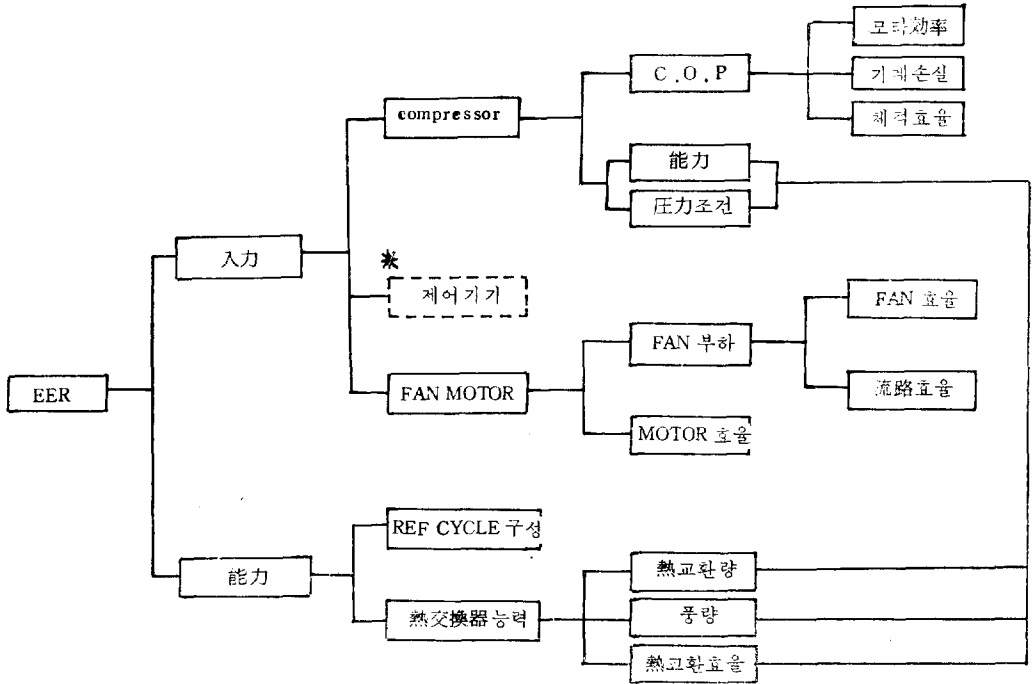 EER
入力
compressor
C.O.P
모타効率
기계손실
체적효율
能力
圧力조건
※
제어기기
FAN MOTOR
FAN 부하
FAN 효율
流路효율
MOTOR 효율
能力
REF CYCLE 구성
熱交換器능력
熱교환량
풍량
熱교환효율